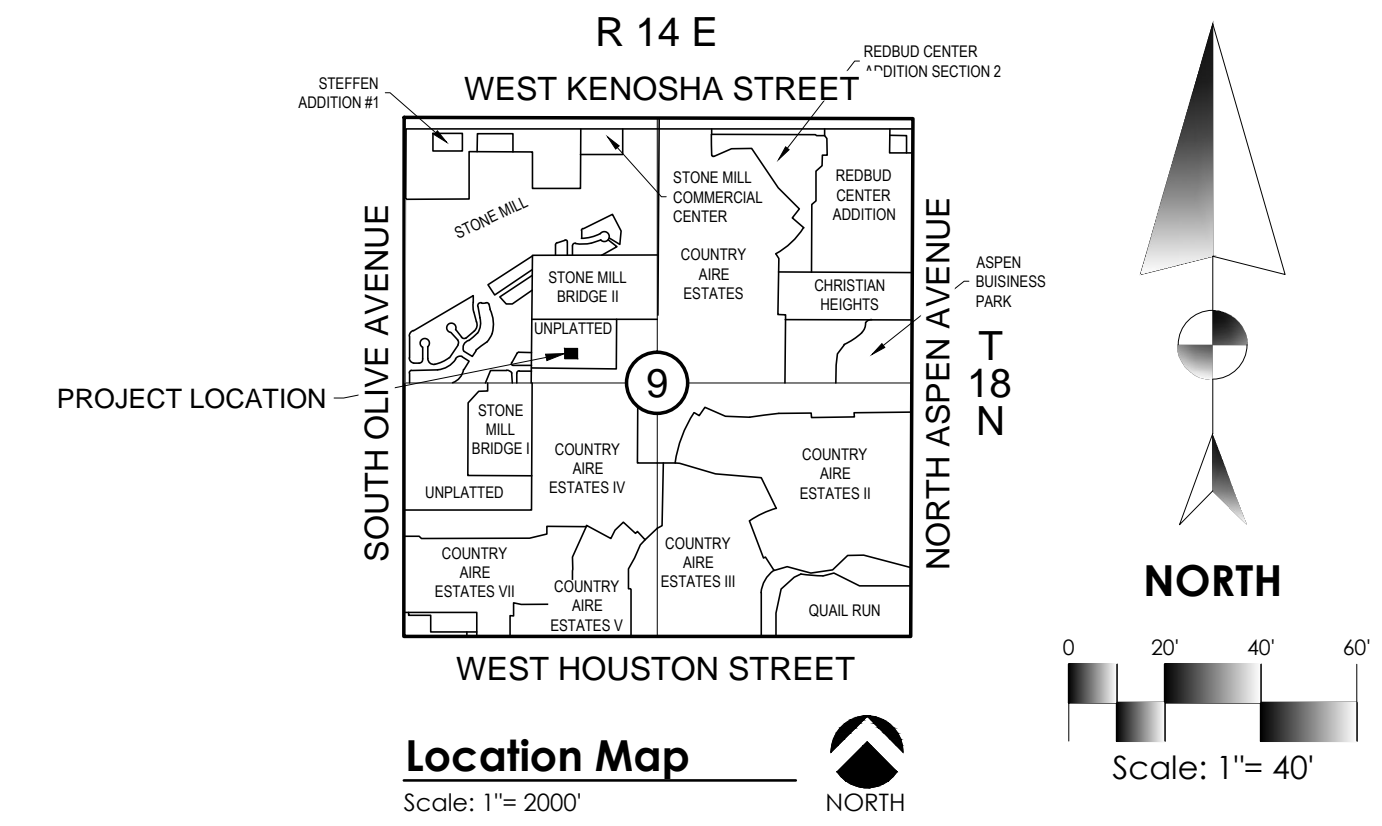 R 14 E
REDBUD CENTER
ADDITION SECTION 2
STEFFEN
ADDITION #1
WEST KENOSHA STREET
STONE MILL
COMMERCIAL
CENTER
REDBUD
CENTER
ADDITION
STONE MILL
COUNTRY
AIRE
ESTATES
ASPEN
BUISINESS
PARK
STONE MILL
BRIDGE II
CHRISTIAN
HEIGHTS
UNPLATTED
SOUTH OLIVE AVENUE
NORTH ASPEN AVENUE
T
18
N
9
PROJECT LOCATION
STONE
MILL
BRIDGE I
COUNTRY
AIRE
ESTATES IV
COUNTRY
AIRE
ESTATES II
UNPLATTED
COUNTRY
AIRE
ESTATES VII
COUNTRY
AIRE
ESTATES III
COUNTRY
AIRE
ESTATES V
QUAIL RUN
WEST HOUSTON STREET
Location Map
Scale: 1"= 2000'
NORTH
NORTH
0 20' 40' 60'
Scale: 1"= 40'